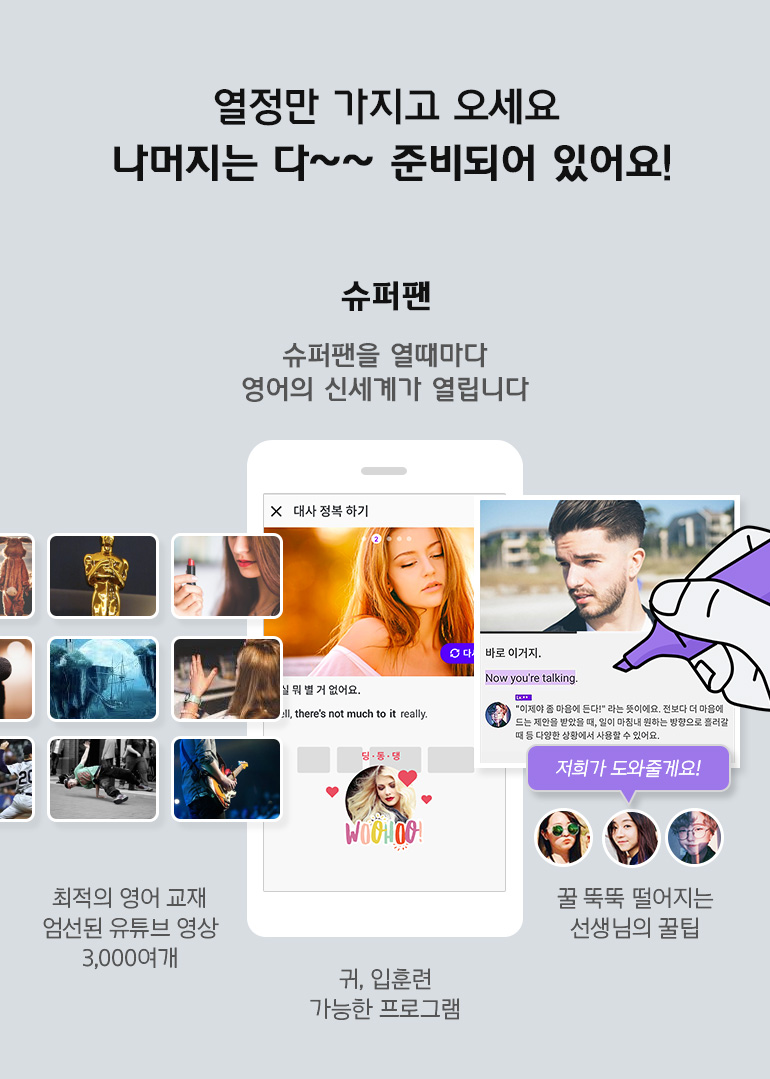 열정만 가지고 오세요
나머지는 다~~ 준비되어 있어요!
슈퍼팬
슈퍼팬을 열때마다
영어의 신세계가 열립니다
대사 정복 하기
2
다시
실 뭐 별 거 없어요.
ell, there's not much to it really.
딩·동·댕
WOOHOO!
바로 이거지.
Now you're talking.
"이제야 좀 마음에 든다!" 라는 뜻이에요. 전보다 더 마음에
드는 제안을 받았을 때, 일이 마침내 원하는 방향으로 흘러갈
때 등 다양한 상황에서 사용할 수 있어요.
저희가 도와줄게요!
최적의 영어 교재
엄선된 유튜브 영상
3,000여개
꿀 뚝뚝 떨어지는
선생님의 꿀팁
귀, 입훈련
가능한 프로그램